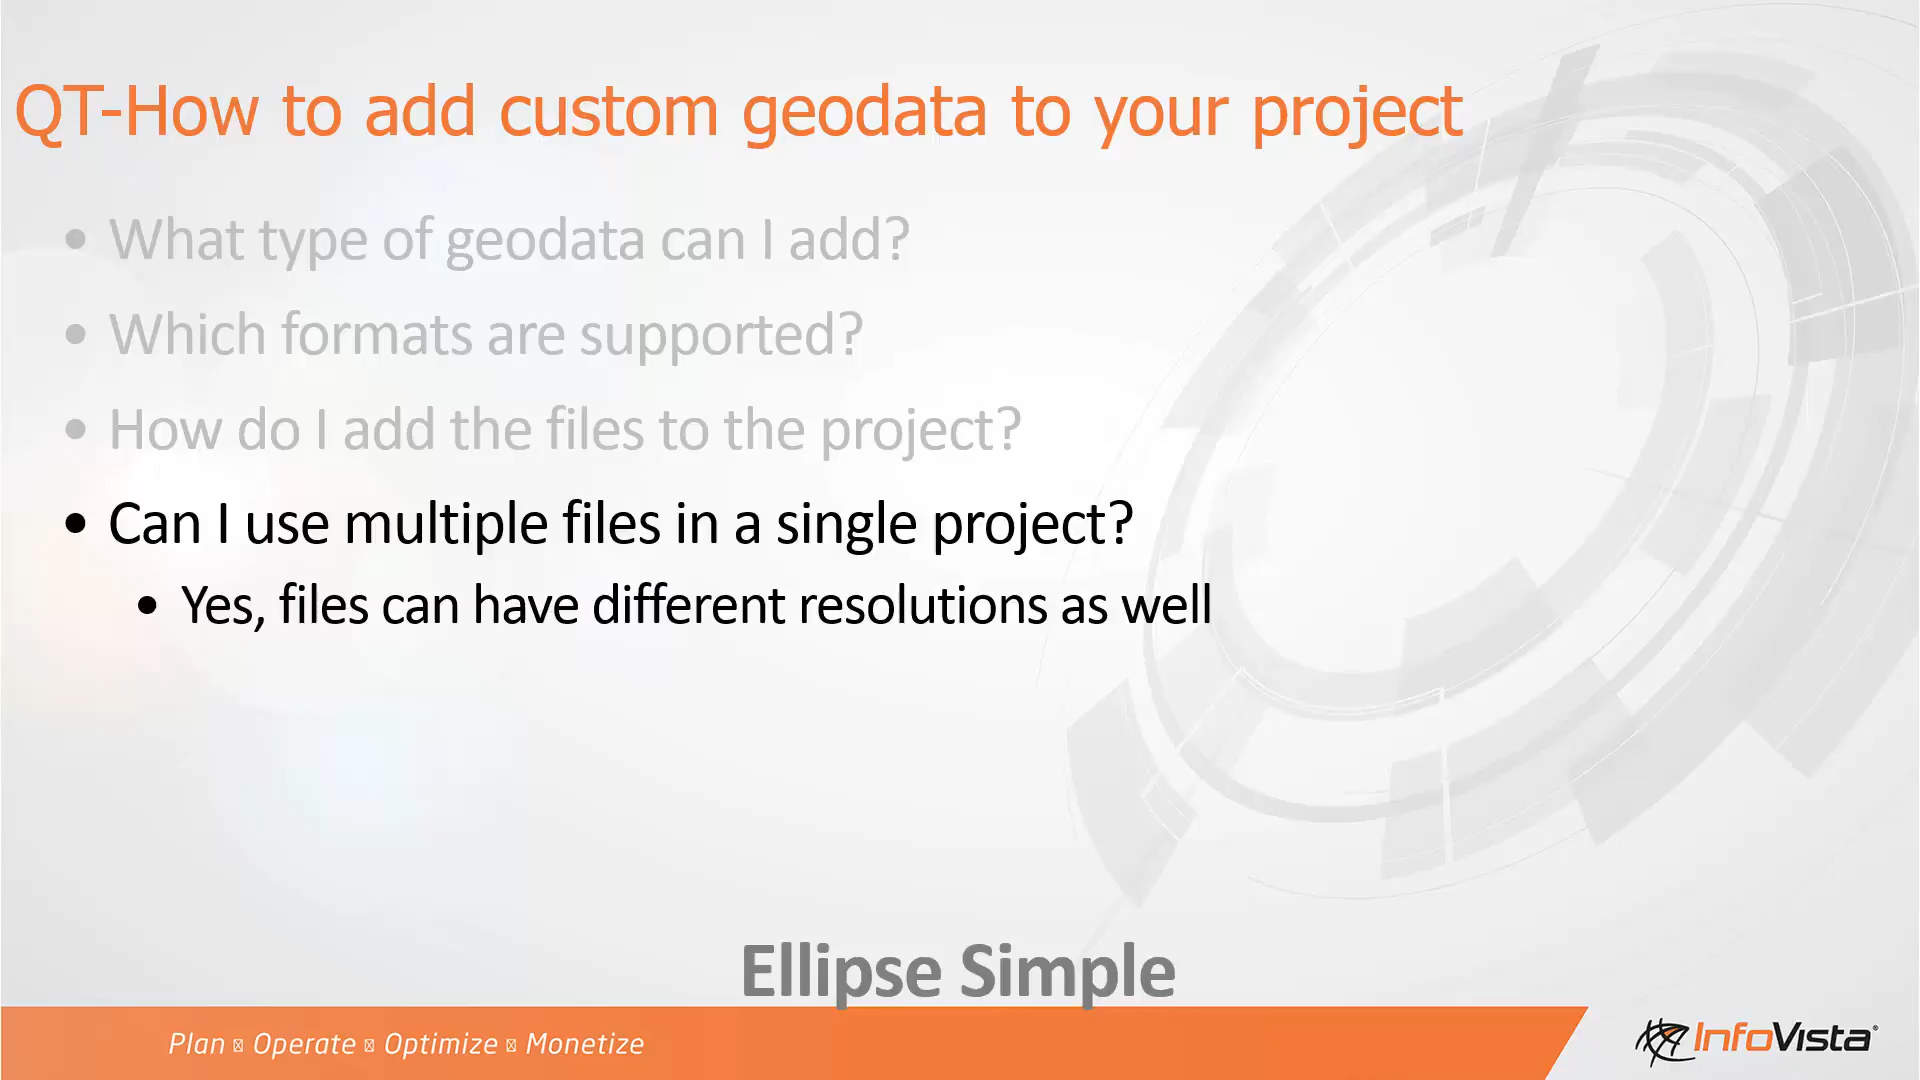 QT-How to add custom geodata to your project
• What type of geodata can I add?
• Which formats are supported?
• How do I add the files to the project?
• Can I use multiple files in a single project?
• Yes, files can have different resolutions as well
Ellipse Simple
Plan Operate Optimize Monetize
InfoVista®